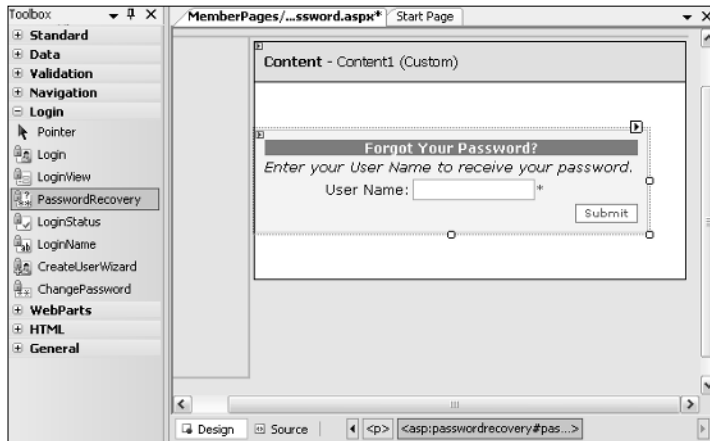 Toolbox
Standard
Data
Validation
Navigation
Login
Pointer
Login
LoginView
PasswordRecovery
LoginStatus
LoginName
CreateUserWizard
ChangePassword
WebParts
HTML
General
MemberPages/...ssword.aspx* Start Page
Content - Content1 (Custom)
Forgot Your Password?
Enter your User Name to receive your password.
User Name: *
Submit
Design Source <p> <asp:passwordrecovery#pas...>